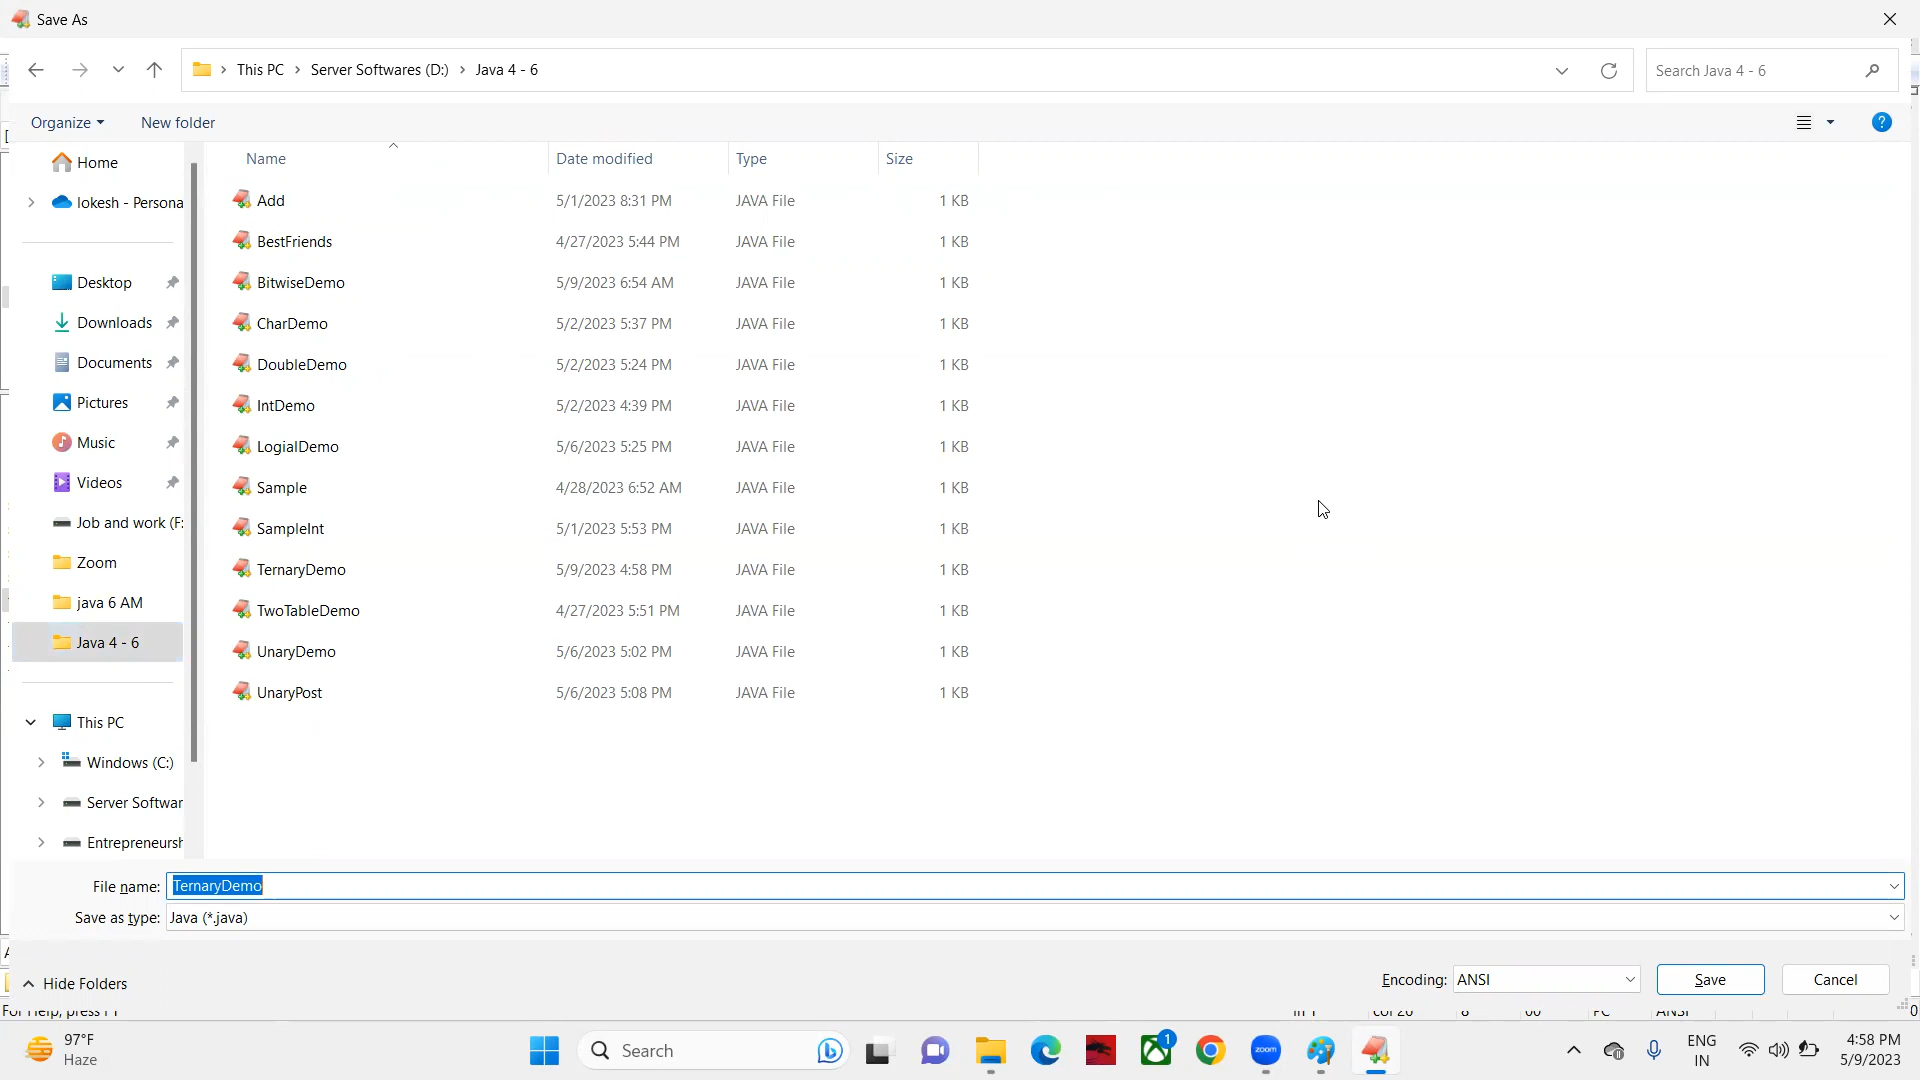 Save As
This PC > Server Softwares (D:) > Java 4 - 6
Search Java 4 - 6
Organize
New folder
Name Date modified Type Size
Home
lokesh - Persona
Desktop
Downloads
Documents
Pictures
Music
Videos
Job and work (F:
Zoom
java 6 AM
Java 4 - 6
This PC
Windows (C:)
Server Softwar
Entrepreneursh
Add 5/1/2023 8:31 PM JAVA File 1 KB
BestFriends 4/27/2023 5:44 PM JAVA File 1 KB
BitwiseDemo 5/9/2023 6:54 AM JAVA File 1 KB
CharDemo 5/2/2023 5:37 PM JAVA File 1 KB
DoubleDemo 5/2/2023 5:24 PM JAVA File 1 KB
IntDemo 5/2/2023 4:39 PM JAVA File 1 KB
LogialDemo 5/6/2023 5:25 PM JAVA File 1 KB
Sample 4/28/2023 6:52 AM JAVA File 1 KB
SampleInt 5/1/2023 5:53 PM JAVA File 1 KB
TernaryDemo 5/9/2023 4:58 PM JAVA File 1 KB
TwoTableDemo 4/27/2023 5:51 PM JAVA File 1 KB
UnaryDemo 5/6/2023 5:02 PM JAVA File 1 KB
UnaryPost 5/6/2023 5:08 PM JAVA File 1 KB
File name: TernaryDemo
Save as type: Java (*.java)
Hide Folders
Encoding: ANSI
Save
Cancel
97°F
Haze
Search
1
zoom
ENG
IN
4:58 PM
5/9/2023